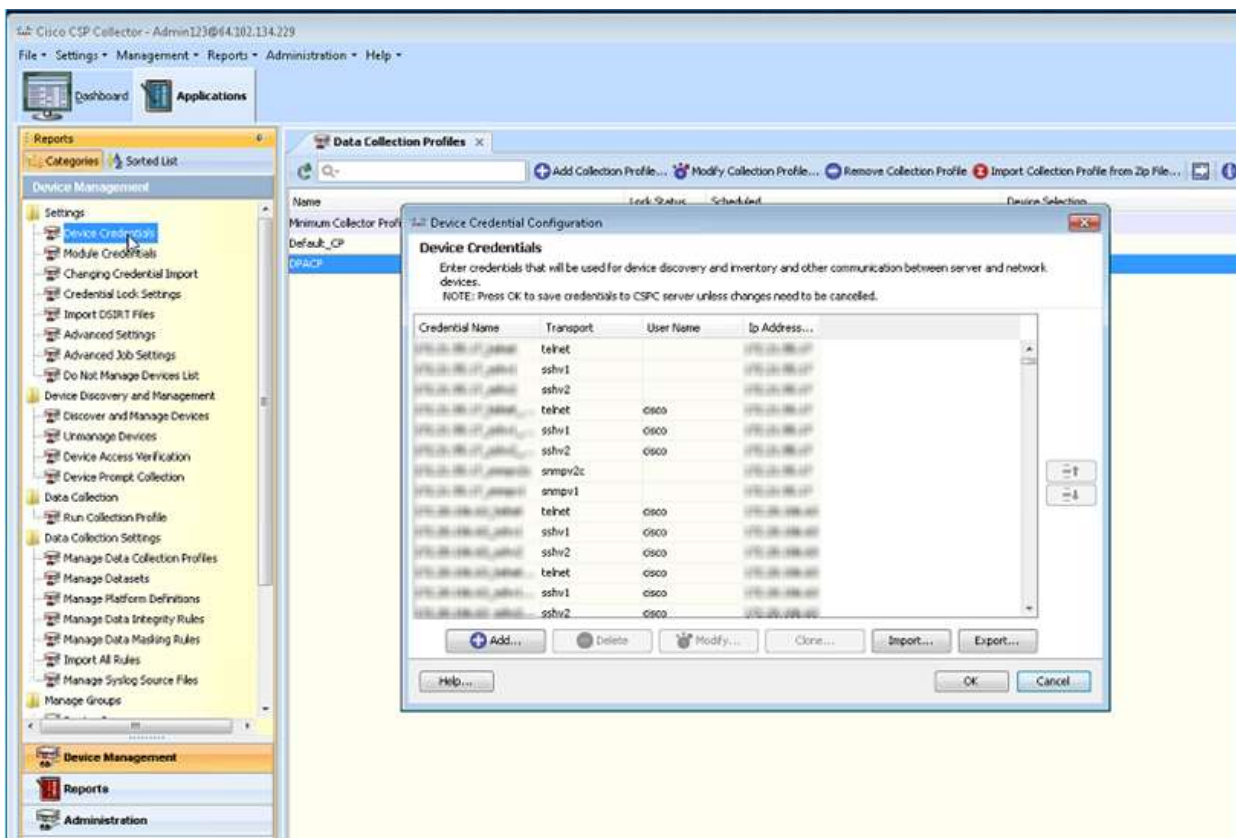 Cisco CSP Collector - Admin123@64.102.134.229
File Settings Management Reports Administration Help
Dashboard Applications
Reports
Categories Sorted List
Device Management
Settings
Device Credentials
Module Credentials
Changing Credential Import
Credential Lock Settings
Import DSIRT Files
Advanced Settings
Advanced Job Settings
Do Not Manage Devices List
Device Discovery and Management
Discover and Manage Devices
Unmanage Devices
Device Access Verification
Device Prompt Collection
Data Collection
Run Collection Profile
Data Collection Settings
Manage Data Collection Profiles
Manage Datasets
Manage Platform Definitions
Manage Data Integrity Rules
Manage Data Masking Rules
Import All Rules
Manage Syslog Source Files
Manage Groups
Device Management
Reports
Administration
Data Collection Profiles
Add Collection Profile... Modify Collection Profile... Remove Collection Profile Import Collection Profile from Zip File...
Name Lock Status Scheduled Device Selection
Minimum Collector Profi
Default_CP
DPACP
Device Credential Configuration
Device Credentials
Enter credentials that will be used for device discovery and inventory and other communication between server and network
devices.
NOTE: Press OK to save credentials to CSPC server unless changes need to be cancelled.
Credential Name Transport User Name Ip Address...
telnet
sshv1
sshv2
telnet cisco
sshv1 cisco
sshv2 cisco
snmpv2c
snmpv1
telnet cisco
sshv1 cisco
sshv2 cisco
telnet cisco
sshv1 cisco
sshv2 cisco
Add... Delete Modify... Clone... Import... Export...
Help... OK Cancel